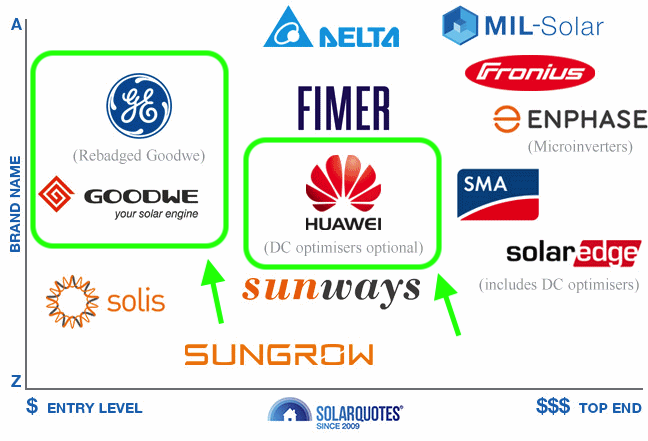 A
DELTA
MIL-Solar
fronius
GE
FIMER
ENPHASE
(Rebadged Goodwe)
(Microinverters)
GOODWE
your solar engine
HUAWEI
(DC optimisers optional)
SMA
solaredge
(includes DC optimisers)
BRAND NAME
solis
sunways
SUNGROW
Z
$ ENTRY LEVEL
SOLARQUOTES®
SINCE 2009
$$$ TOP END